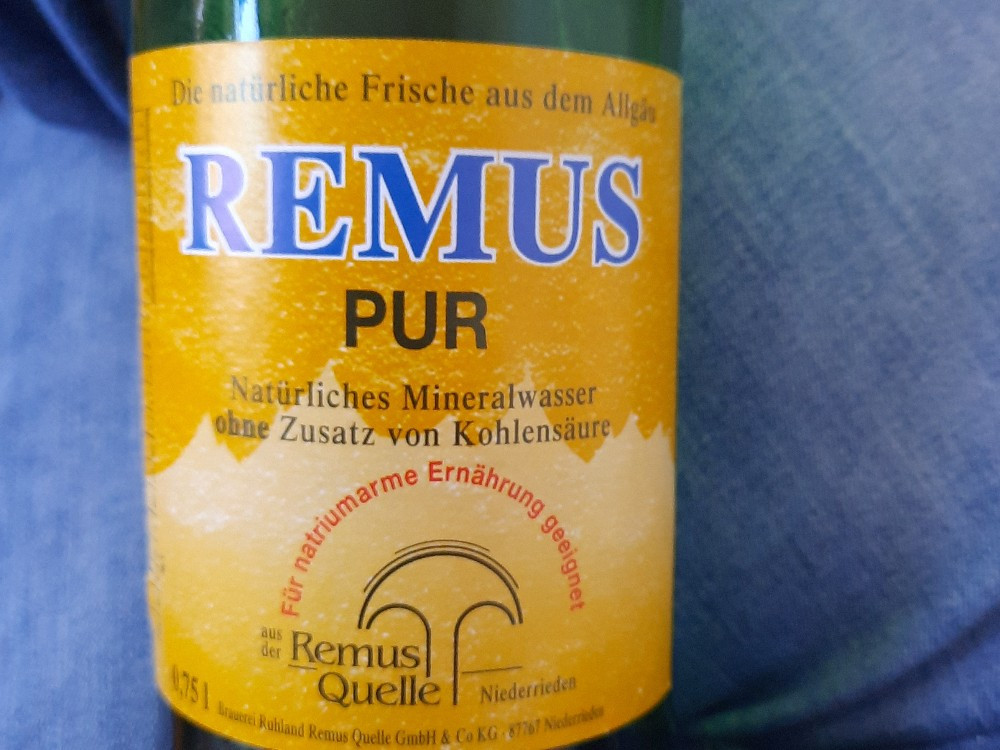 Die natürliche Frische aus dem Allgäu
REMUS
PUR
Natürliches Mineralwasser
ohne Zusatz von Kohlensäure
Für natriumarme Ernährung geeignet
aus
der
Remus
Quelle
Niederrieden
0,75 l
Brauerei Ruhland Remus Quelle GmbH & Co KG · 87767 Niederrieden